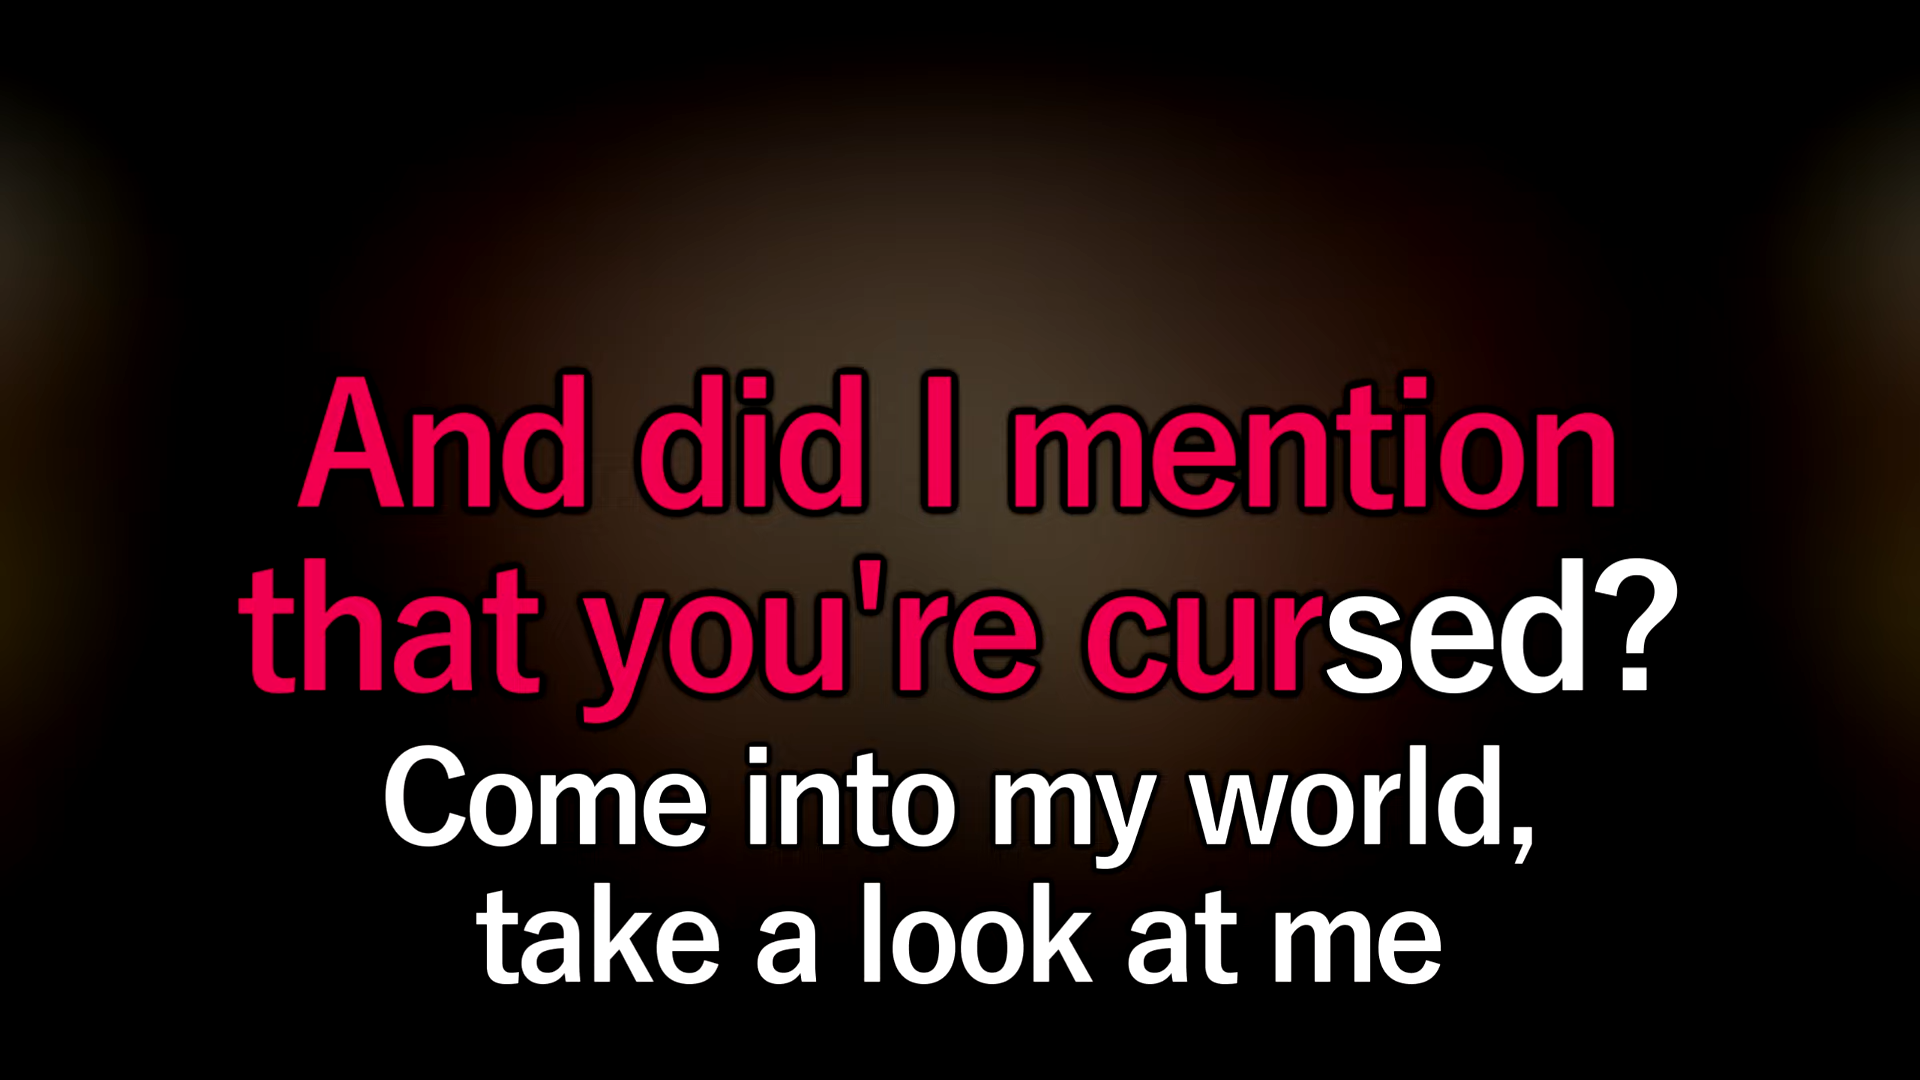 And did I mention
that you're cursed?
Come into my world,
take a look at me